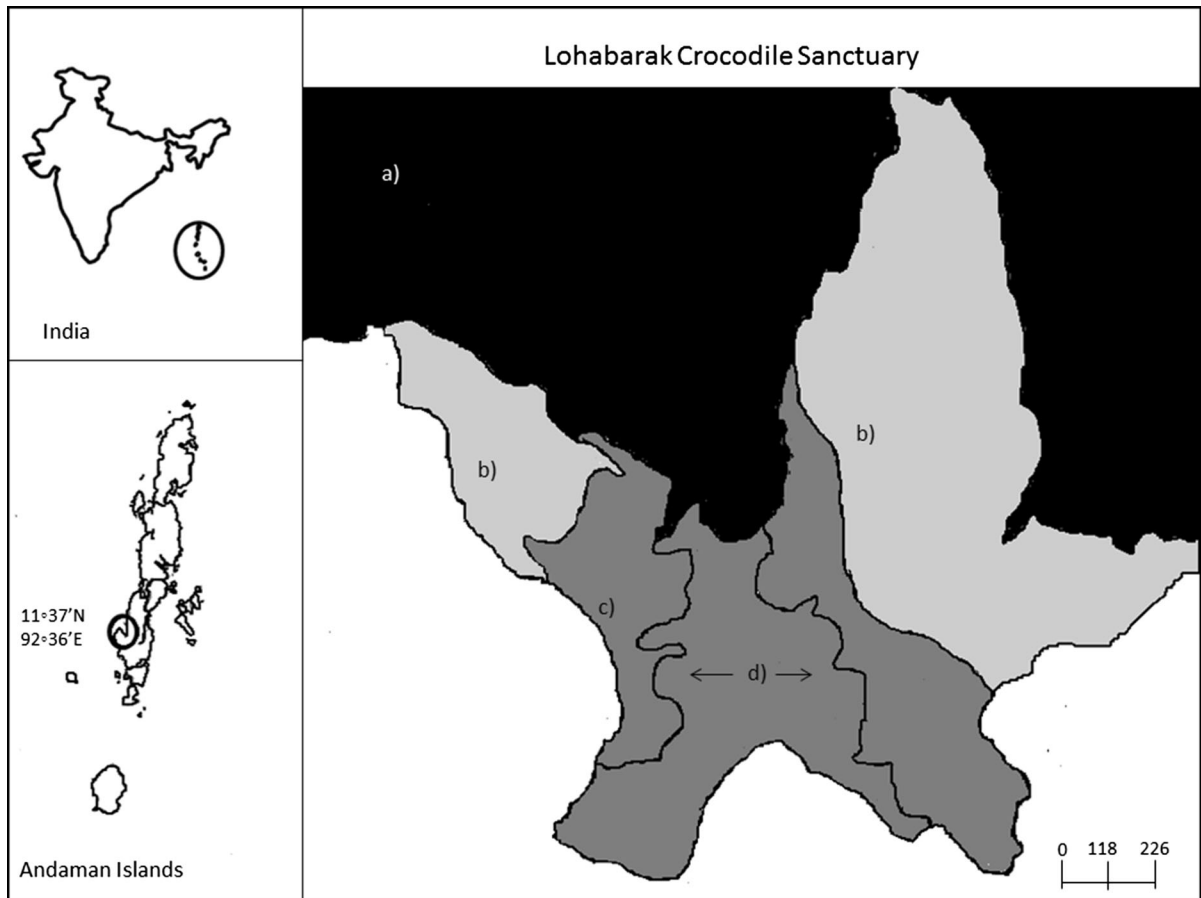 Lohabarak Crocodile Sanctuary
India
11◦37’N
92◦36’E
Andaman Islands
a)
b)
b)
c)
d)
0 118 226